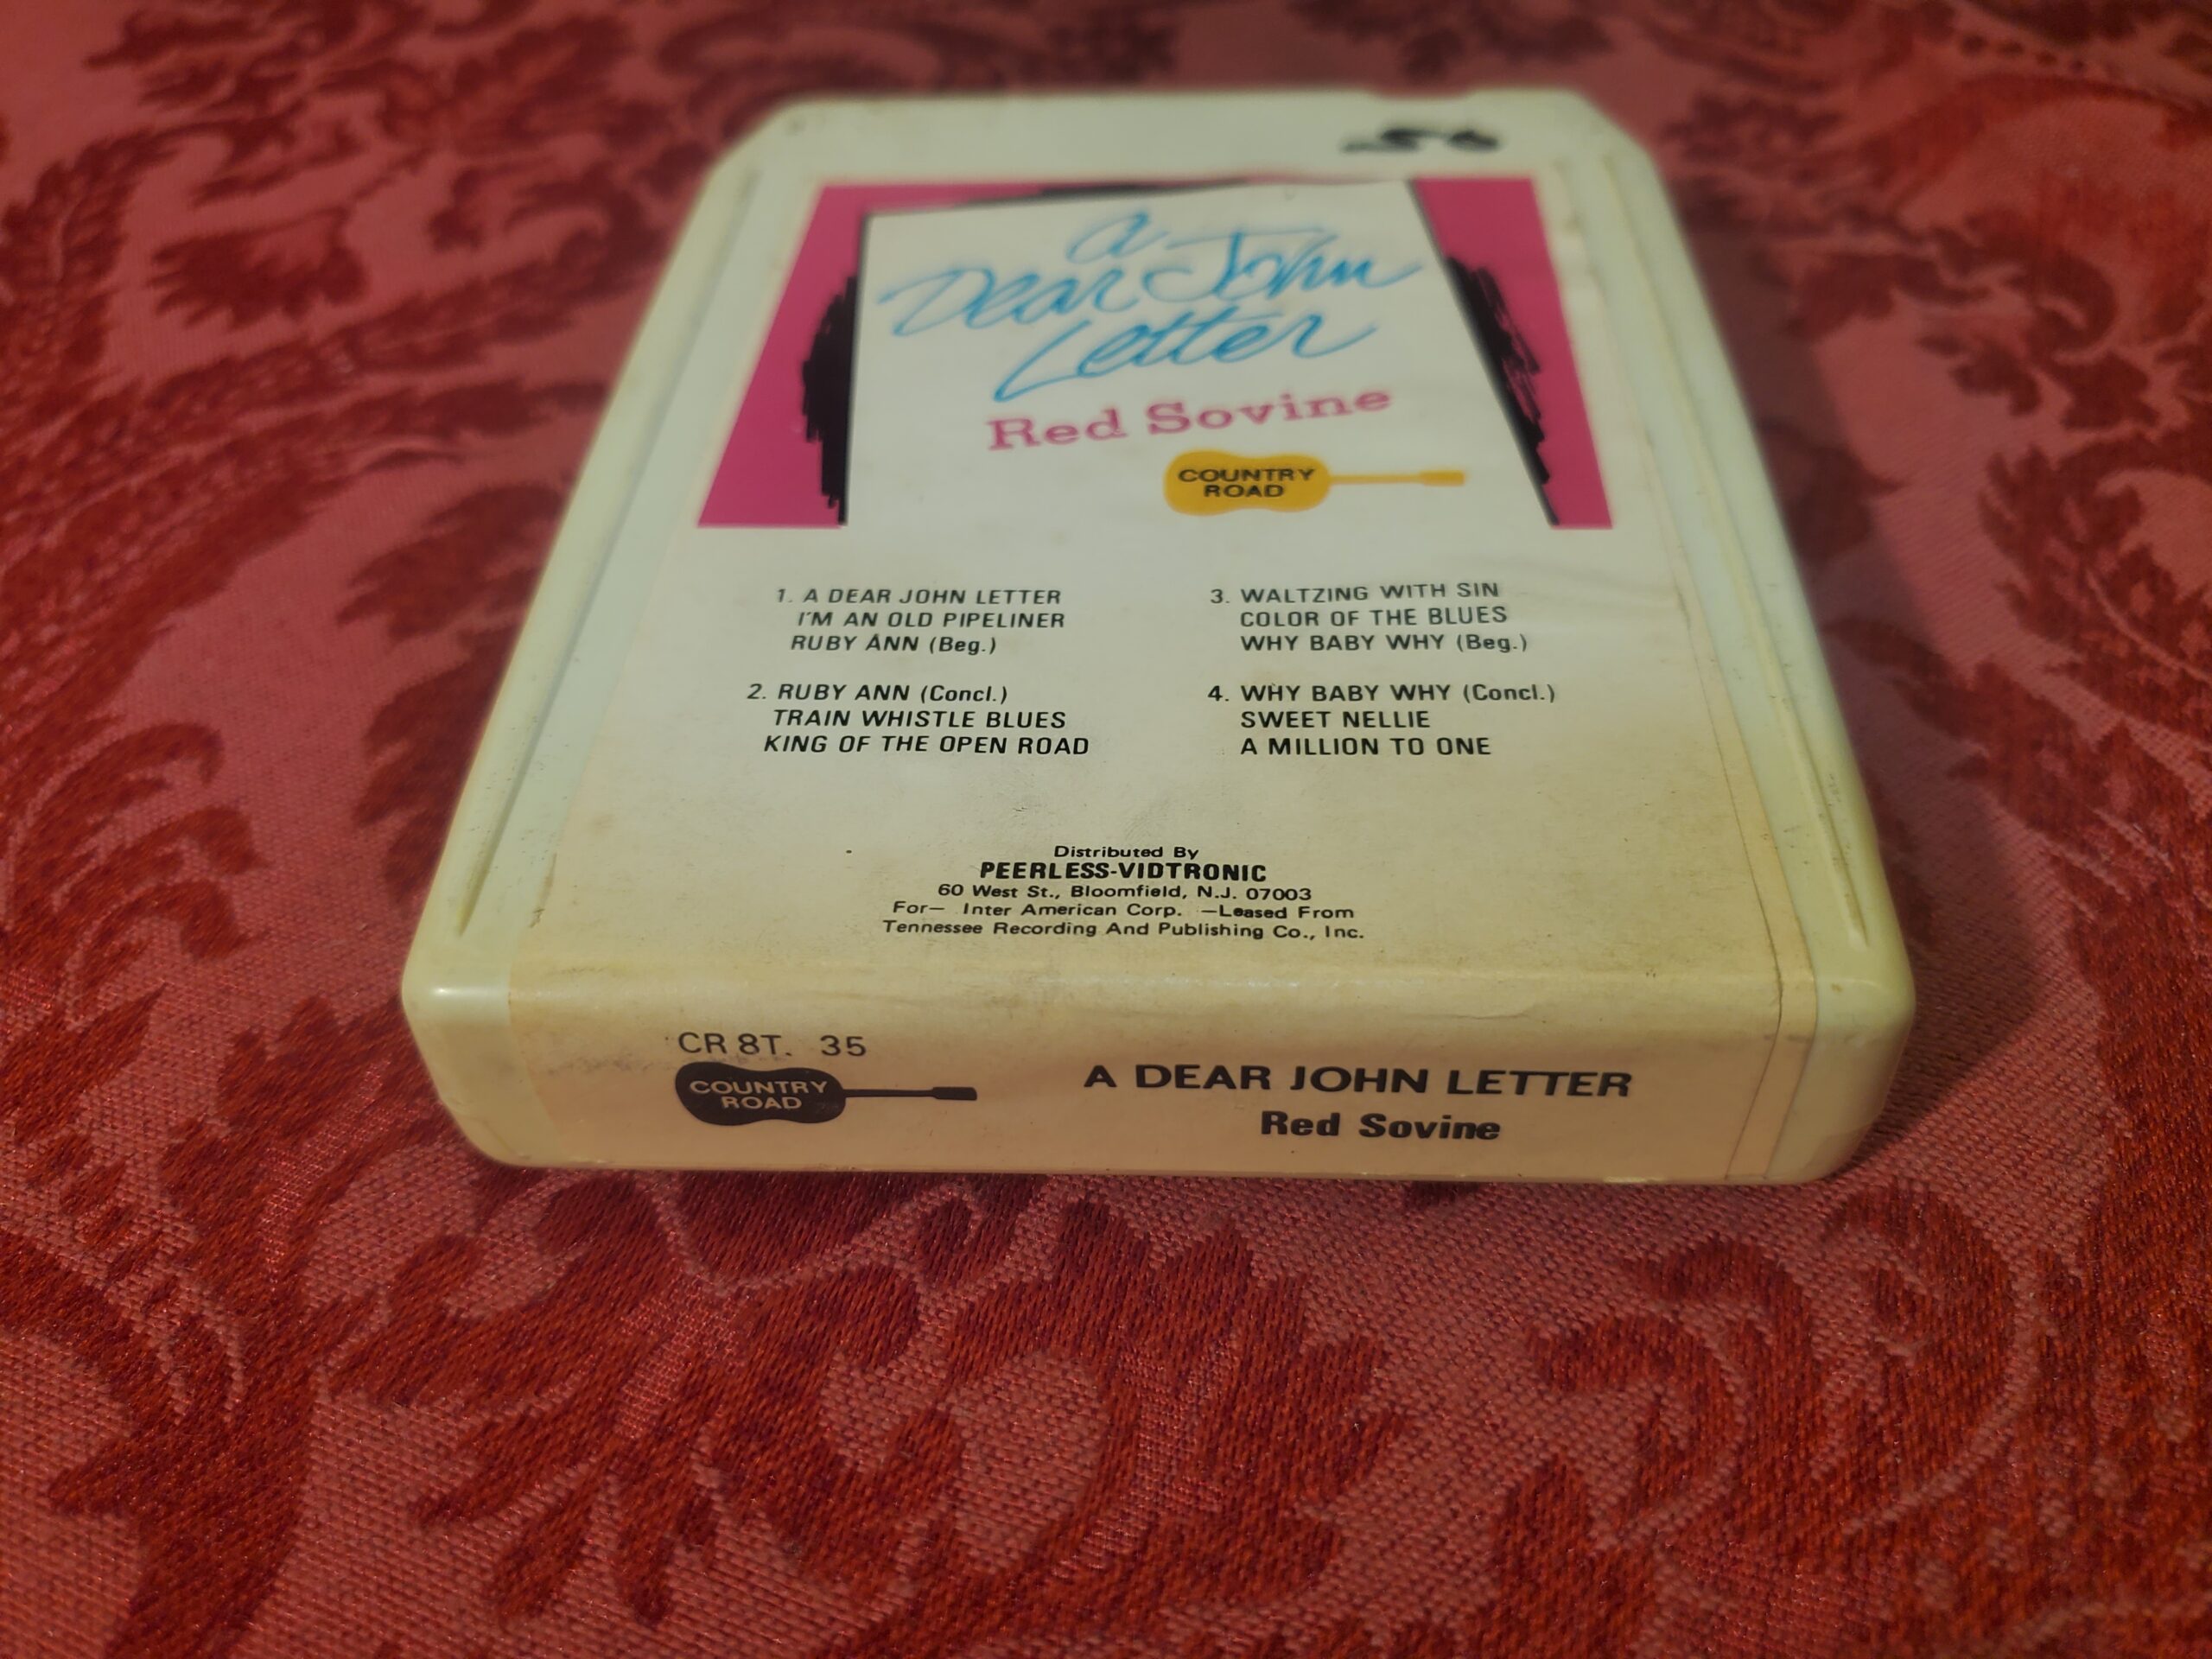 A
Dear John
Letter
Red Sovine
COUNTRY
ROAD
1. A DEAR JOHN LETTER
I'M AN OLD PIPELINER
RUBY ANN (Beg.)
2. RUBY ANN (Concl.)
TRAIN WHISTLE BLUES
KING OF THE OPEN ROAD
3. WALTZING WITH SIN
COLOR OF THE BLUES
WHY BABY WHY (Beg.)
4. WHY BABY WHY (Concl.)
SWEET NELLIE
A MILLION TO ONE
Distributed By
PEERLESS-VIDTRONIC
60 West St., Bloomfield, N.J. 07003
For— Inter American Corp. —Leased From
Tennessee Recording And Publishing Co., Inc.
CR 8T. 35
COUNTRY
ROAD
A DEAR JOHN LETTER
Red Sovine